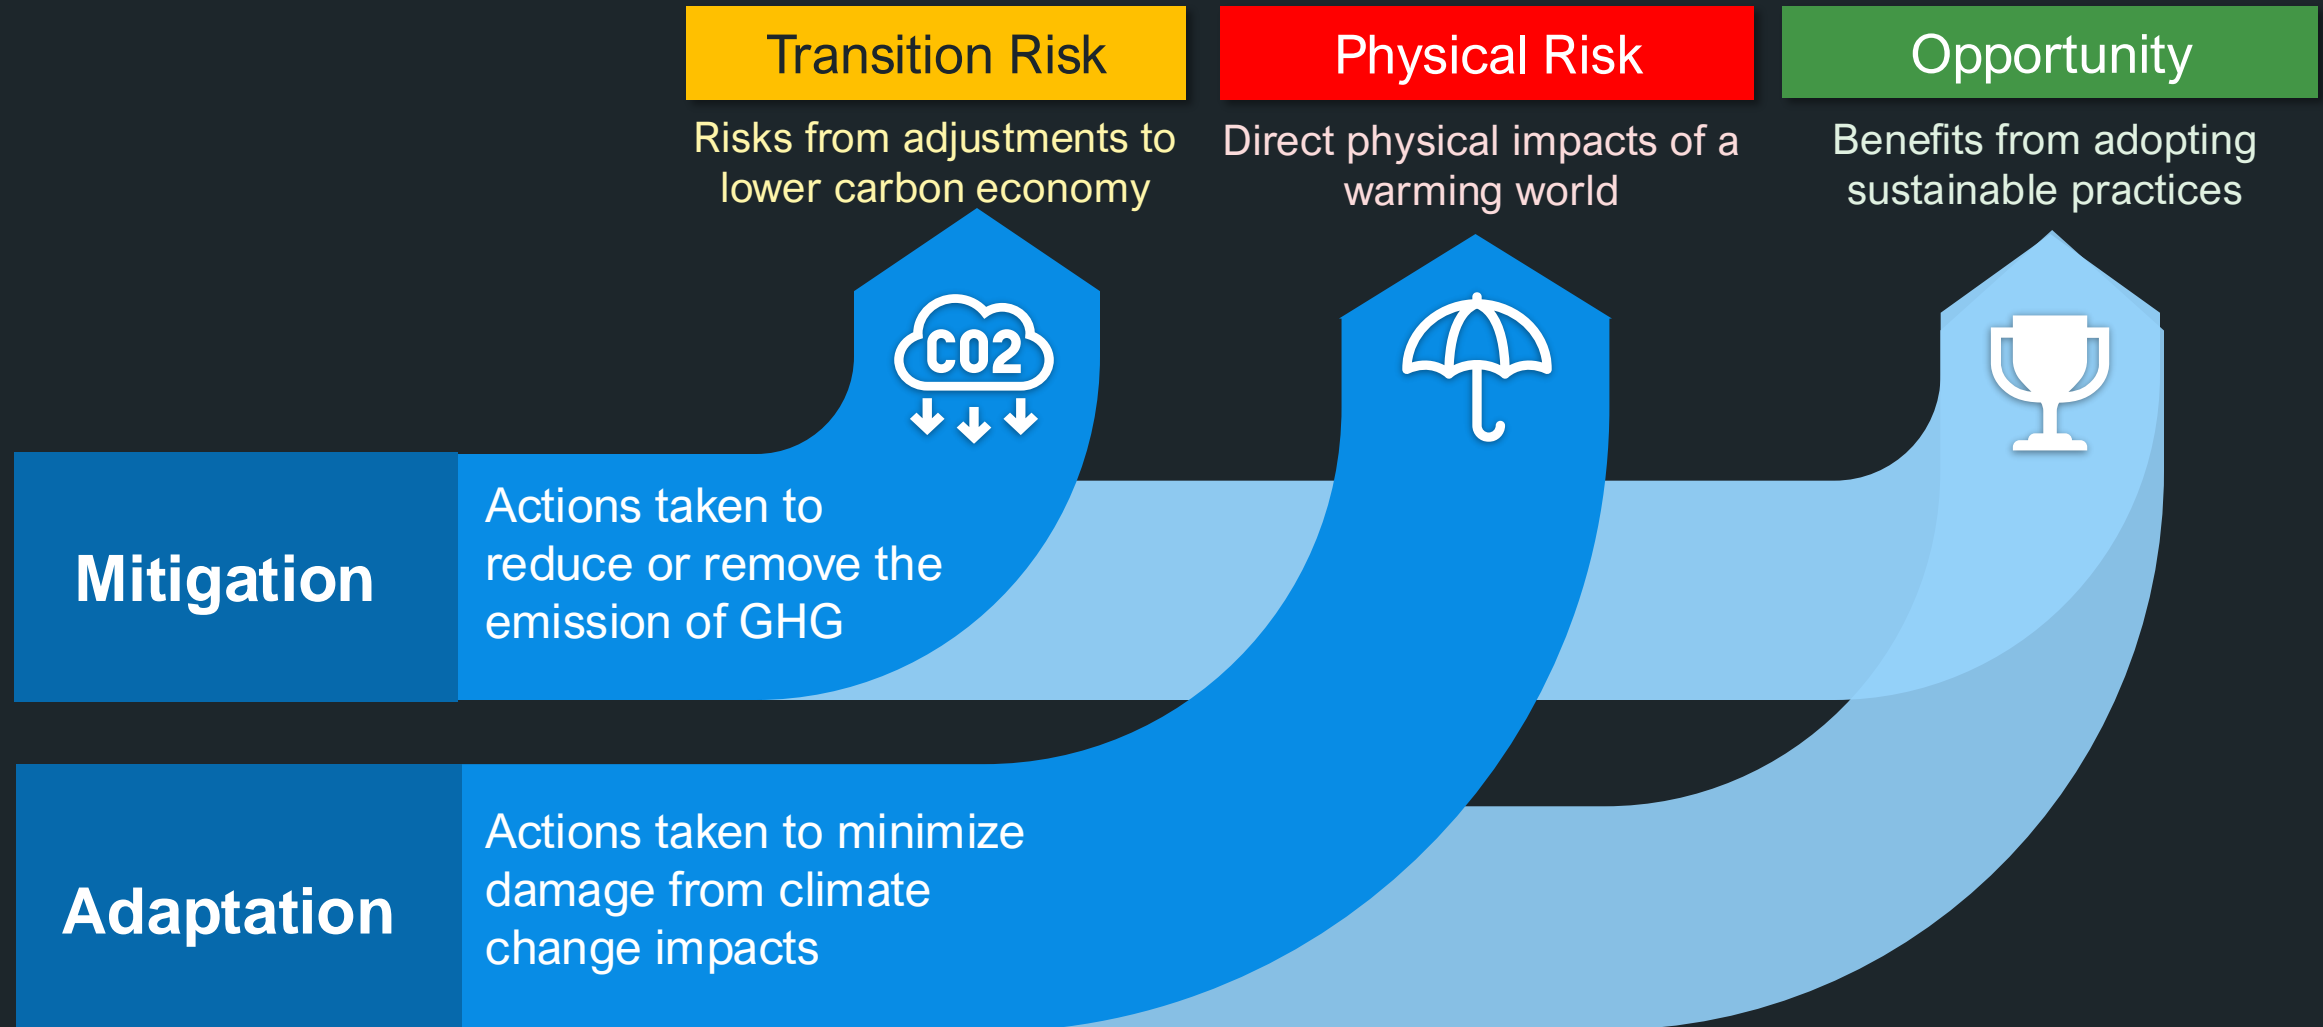 Transition Risk
Physical Risk
Opportunity
Risks from adjustments to
lower carbon economy
Direct physical impacts of a
warming world
Benefits from adopting
sustainable practices
CO2
Mitigation
Actions taken to
reduce or remove the
emission of GHG
Adaptation
Actions taken to minimize
damage from climate
change impacts